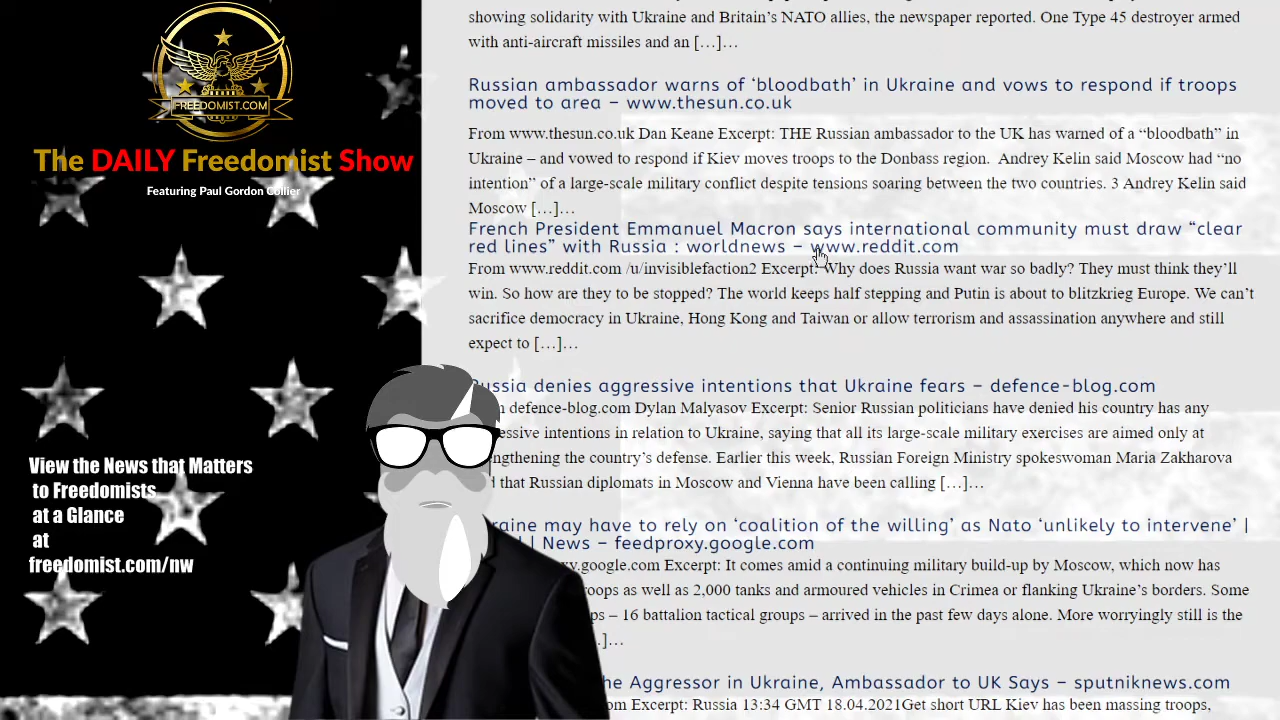 FREEDOMIST.COM
The DAILY Freedomist Show
Featuring Paul Gordon Collier
View the News that Matters
to Freedomists
at a Glance
at
freedomist.com/nw
showing solidarity with Ukraine and Britain’s NATO allies, the newspaper reported. One Type 45 destroyer armed
with anti-aircraft missiles and an […]…
Russian ambassador warns of ‘bloodbath’ in Ukraine and vows to respond if troops
moved to area – www.thesun.co.uk
From www.thesun.co.uk Dan Keane Excerpt: THE Russian ambassador to the UK has warned of a “bloodbath” in
Ukraine – and vowed to respond if Kiev moves troops to the Donbass region. Andrey Kelin said Moscow had “no
intention” of a large-scale military conflict despite tensions soaring between the two countries. 3 Andrey Kelin said
Moscow […]…
French President Emmanuel Macron says international community must draw “clear
red lines” with Russia : worldnews – www.reddit.com
From www.reddit.com /u/invisiblefaction2 Excerpt: Why does Russia want war so badly? They must think they’ll
win. So how are they to be stopped? The world keeps half stepping and Putin is about to blitzkrieg Europe. We can’t
sacrifice democracy in Ukraine, Hong Kong and Taiwan or allow terrorism and assassination anywhere and still
expect to […]…
Russia denies aggressive intentions that Ukraine fears – defence-blog.com
defence-blog.com Dylan Malyasov Excerpt: Senior Russian politicians have denied his country has any
intentions in relation to Ukraine, saying that all its large-scale military exercises are aimed only at
the country’s defense. Earlier this week, Russian Foreign Ministry spokeswoman Maria Zakharova
that Russian diplomats in Moscow and Vienna have been calling […]…
may have to rely on ‘coalition of the willing’ as Nato ‘unlikely to intervene’ |
| News – feedproxy.google.com
Excerpt: It comes amid a continuing military build-up by Moscow, which now has
as well as 2,000 tanks and armoured vehicles in Crimea or flanking Ukraine’s borders. Some
– 16 battalion tactical groups – arrived in the past few days alone. More worryingly still is the
]…
Aggressor in Ukraine, Ambassador to UK Says – sputniknews.com
Excerpt: Russia 13:34 GMT 18.04.2021Get short URL Kiev has been massing troops,